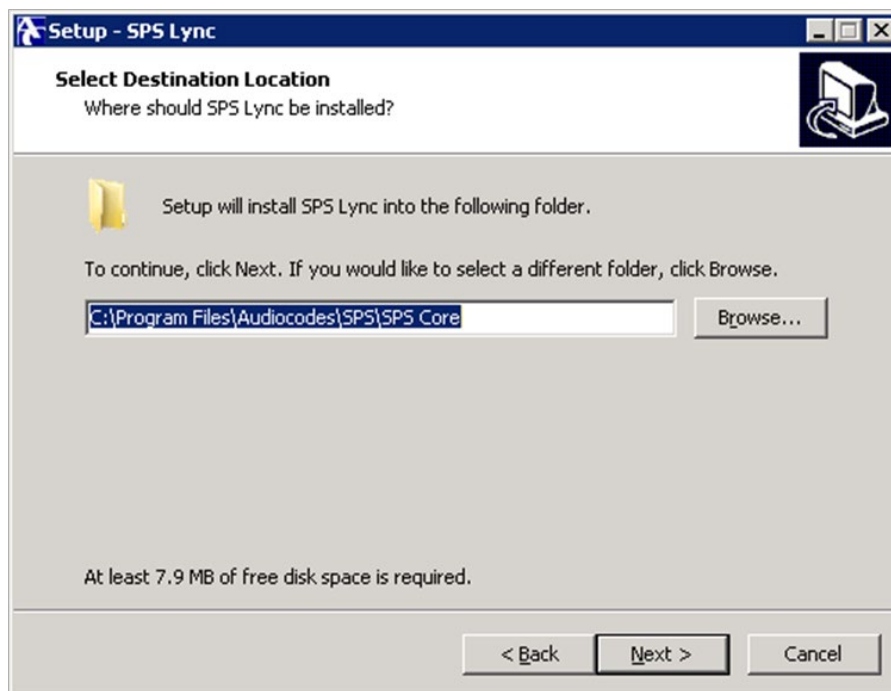 Setup - SPS Lync
Select Destination Location
Where should SPS Lync be installed?
Setup will install SPS Lync into the following folder.
To continue, click Next. If you would like to select a different folder, click Browse.
C:\Program Files\Audiocodes\SPS\SPS Core
Browse...
At least 7.9 MB of free disk space is required.
< Back
Next >
Cancel